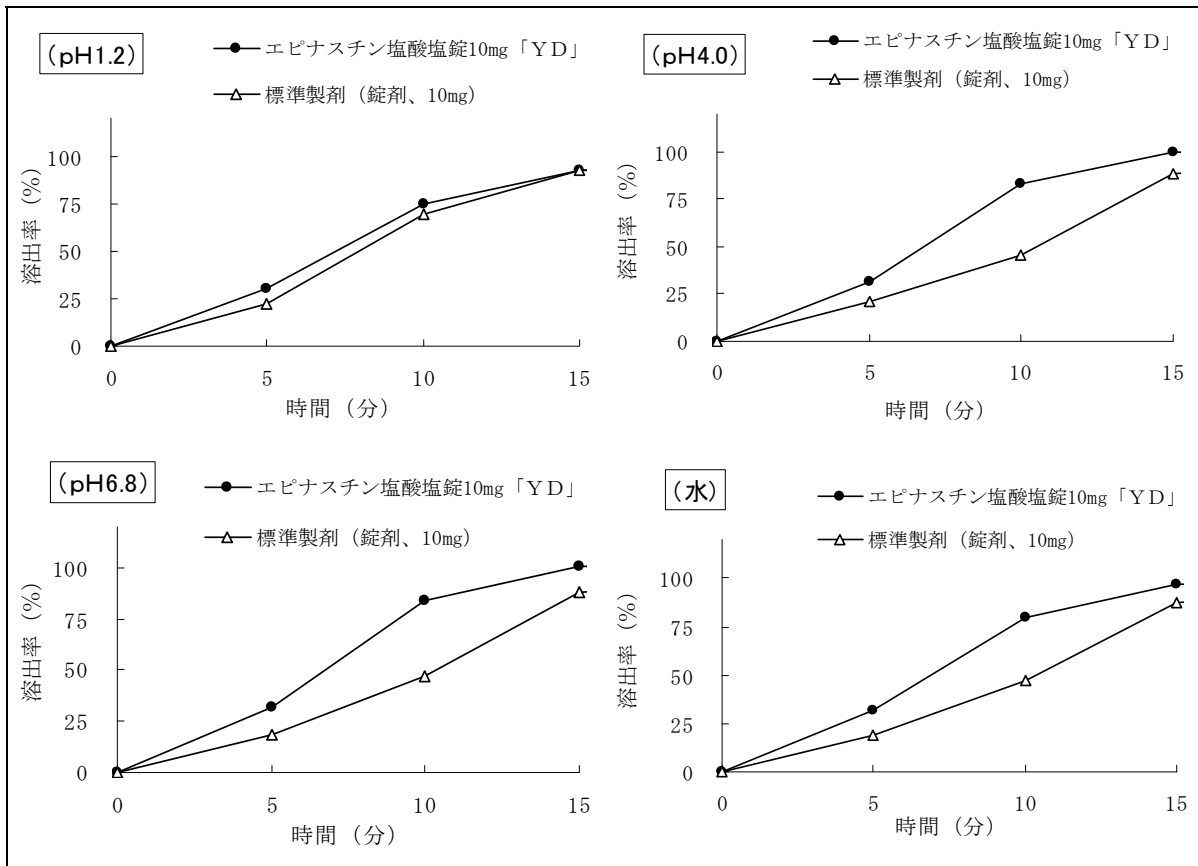 (pH1.2)
エピナスチン塩酸塩錠10mg「ＹＤ」
標準製剤（錠剤、10mg）
溶出率 (%)
100
75
50
25
0
0 5 10 15
時間（分）
(pH4.0)
エピナスチン塩酸塩錠10mg「ＹＤ」
標準製剤（錠剤、10mg）
溶出率 (%)
100
75
50
25
0
0 5 10 15
時間（分）
(pH6.8)
エピナスチン塩酸塩錠10mg「ＹＤ」
標準製剤（錠剤、10mg）
溶出率 (%)
100
75
50
25
0
0 5 10 15
時間（分）
(水)
エピナスチン塩酸塩錠10mg「ＹＤ」
標準製剤（錠剤、10mg）
溶出率 (%)
100
75
50
25
0
0 5 10 15
時間（分）